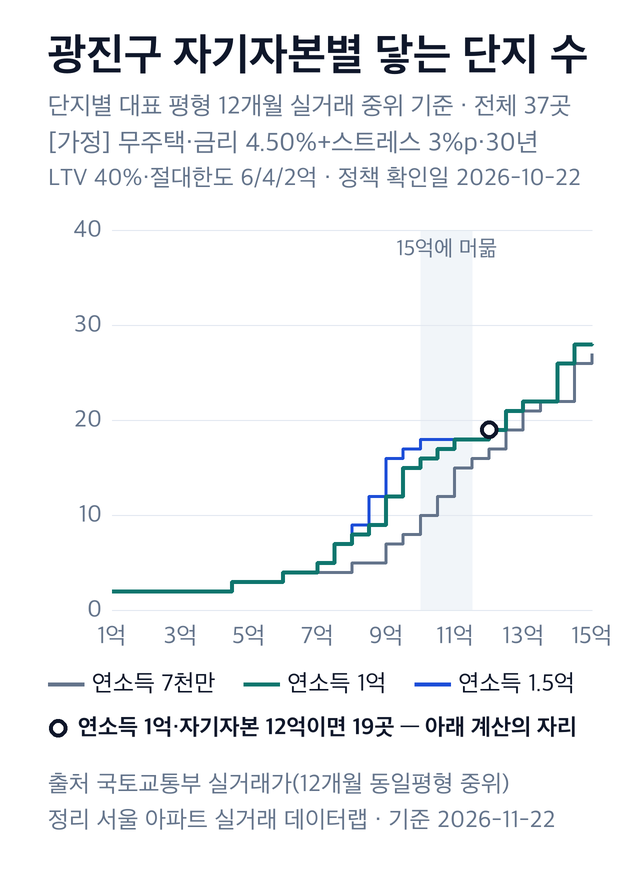 광진구 자기자본별 닿는 단지 수
단지별 대표 평형 12개월 실거래 중위 기준 · 전체 37곳
[가정] 무주택·금리 4.50%+스트레스 3%p·30년
LTV 40%·절대한도 6/4/2억 · 정책 확인일 2026-10-22
40
15억에 머묾
30
20
10
0
1억 3억 5억 7억 9억 11억 13억 15억
연소득 7천만 연소득 1억 연소득 1.5억
연소득 1억·자기자본 12억이면 19곳 — 아래 계산의 자리
출처 국토교통부 실거래가(12개월 동일평형 중위)
정리 서울 아파트 실거래 데이터랩 · 기준 2026-11-22